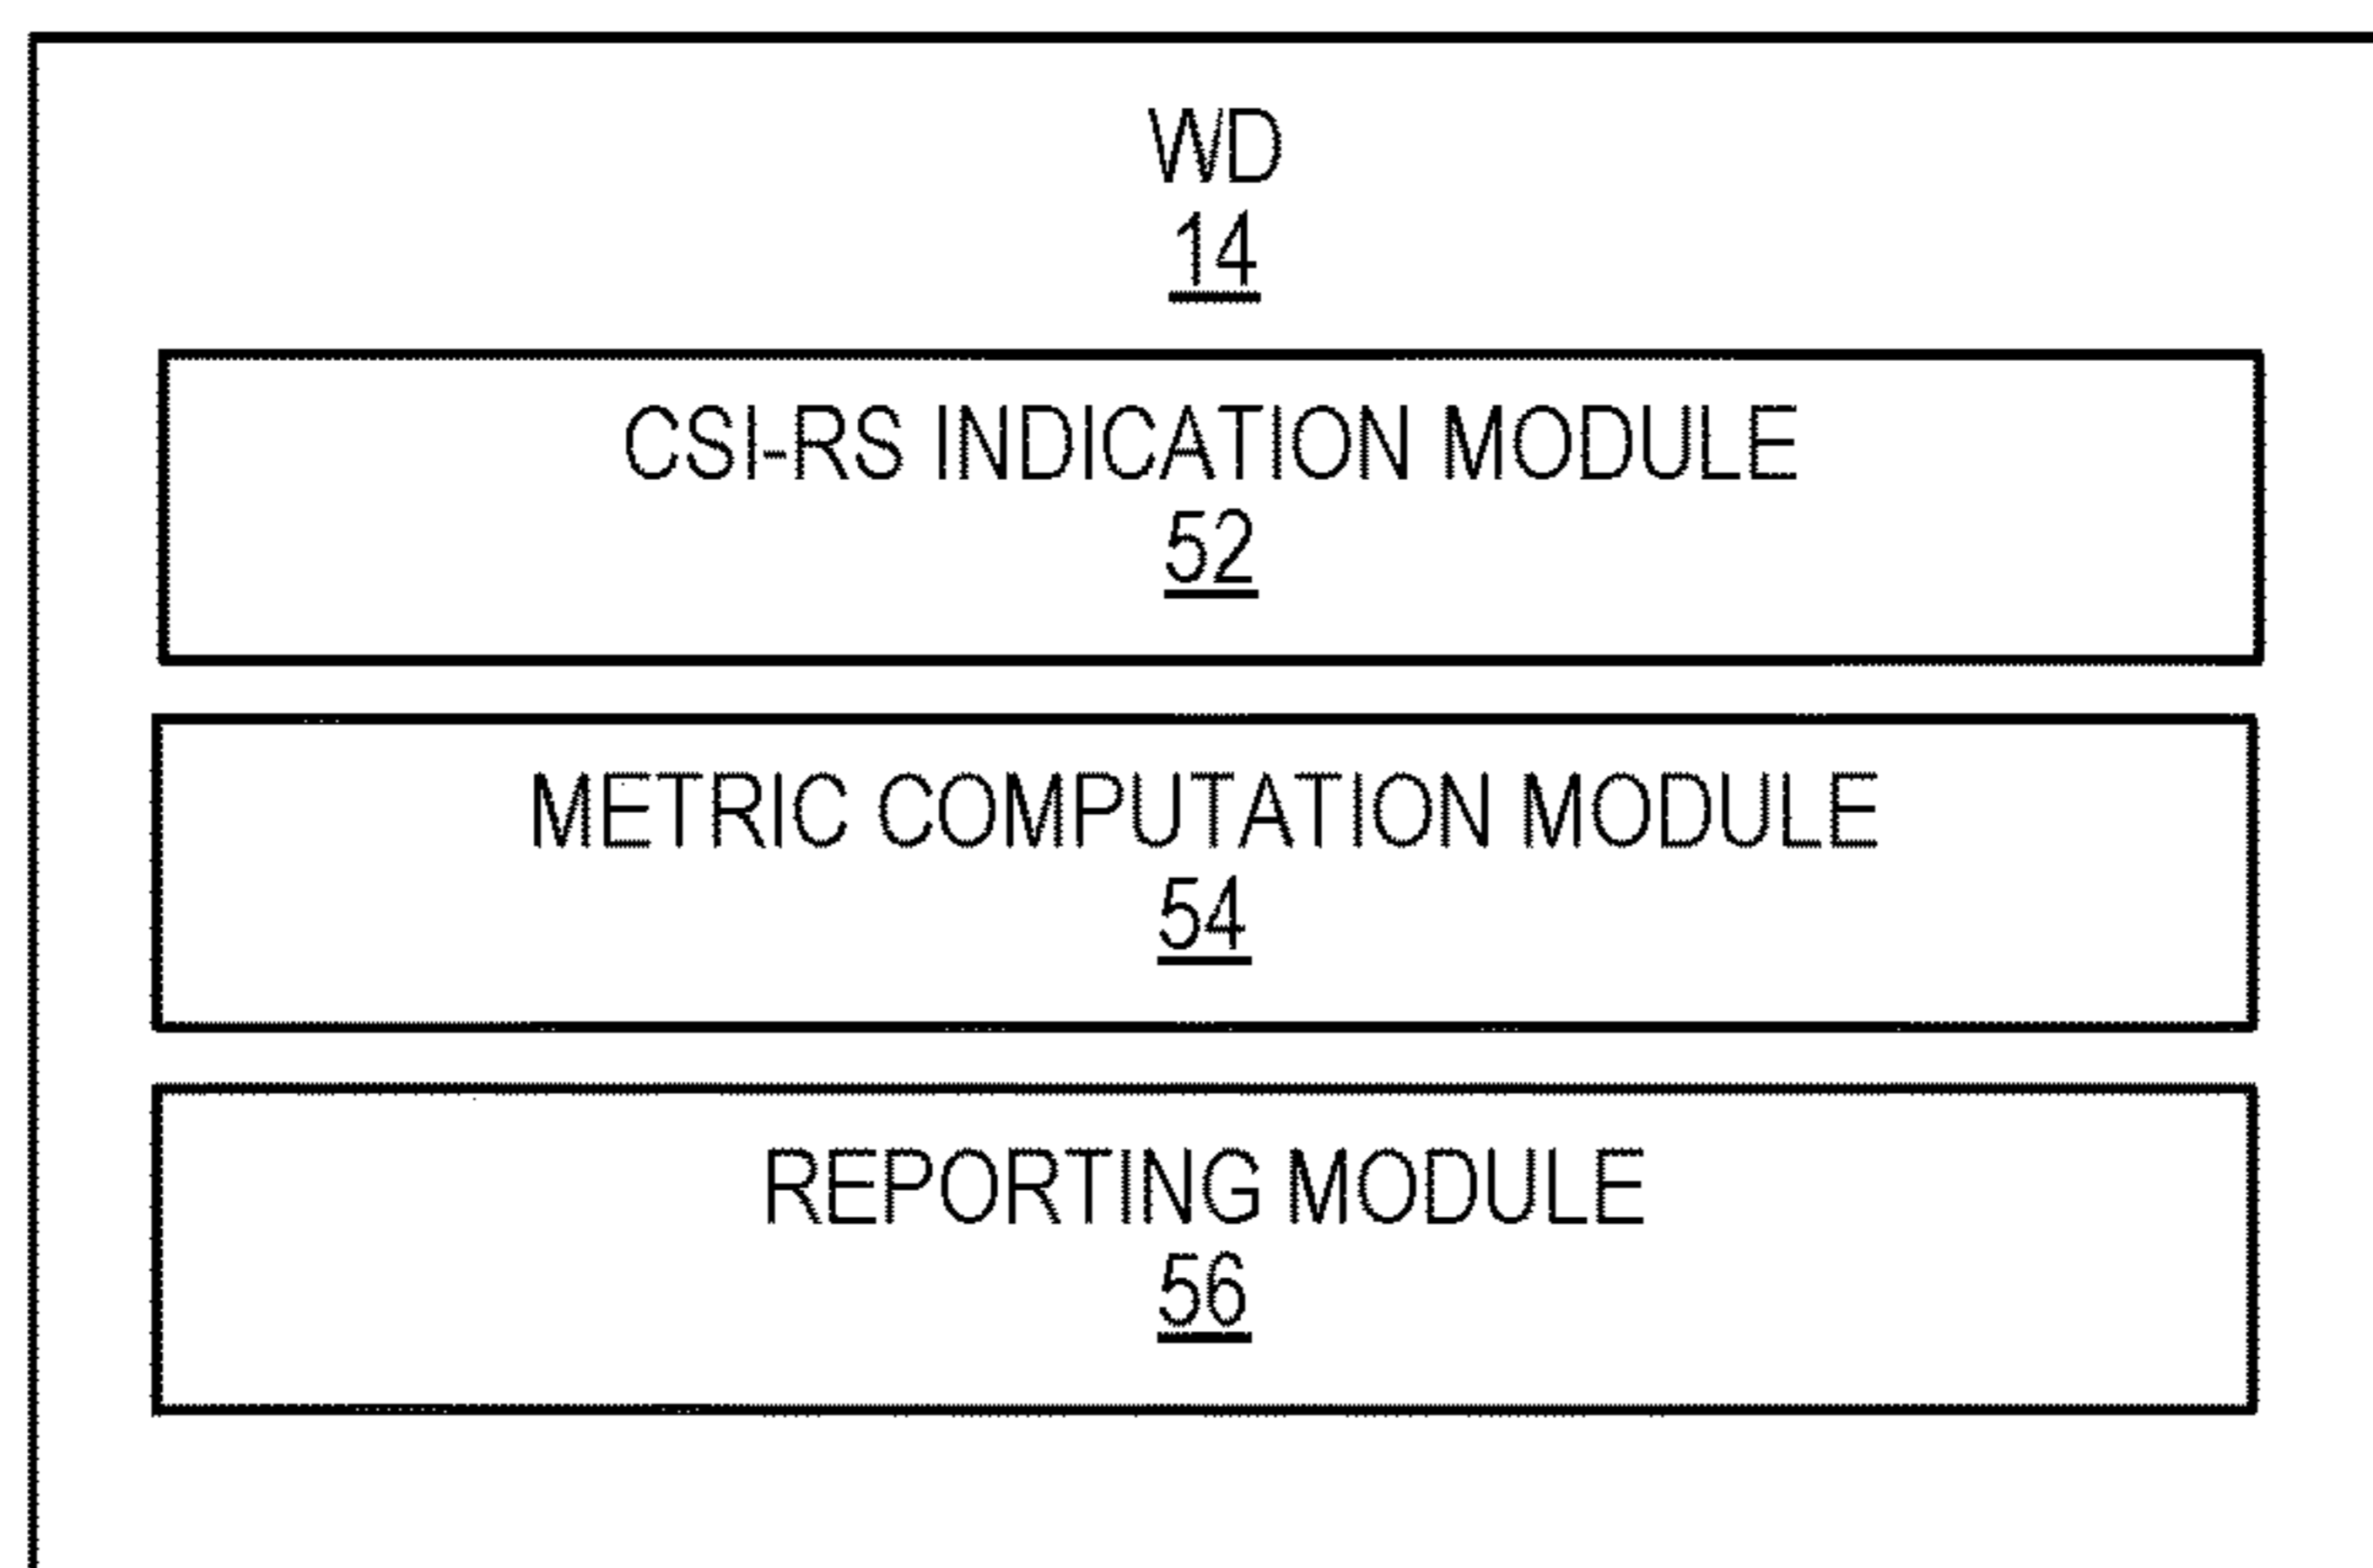 WD
14
CSI-RS INDICATION MODULE
52
METRIC COMPUTATION MODULE
54
REPORTING MODULE
56